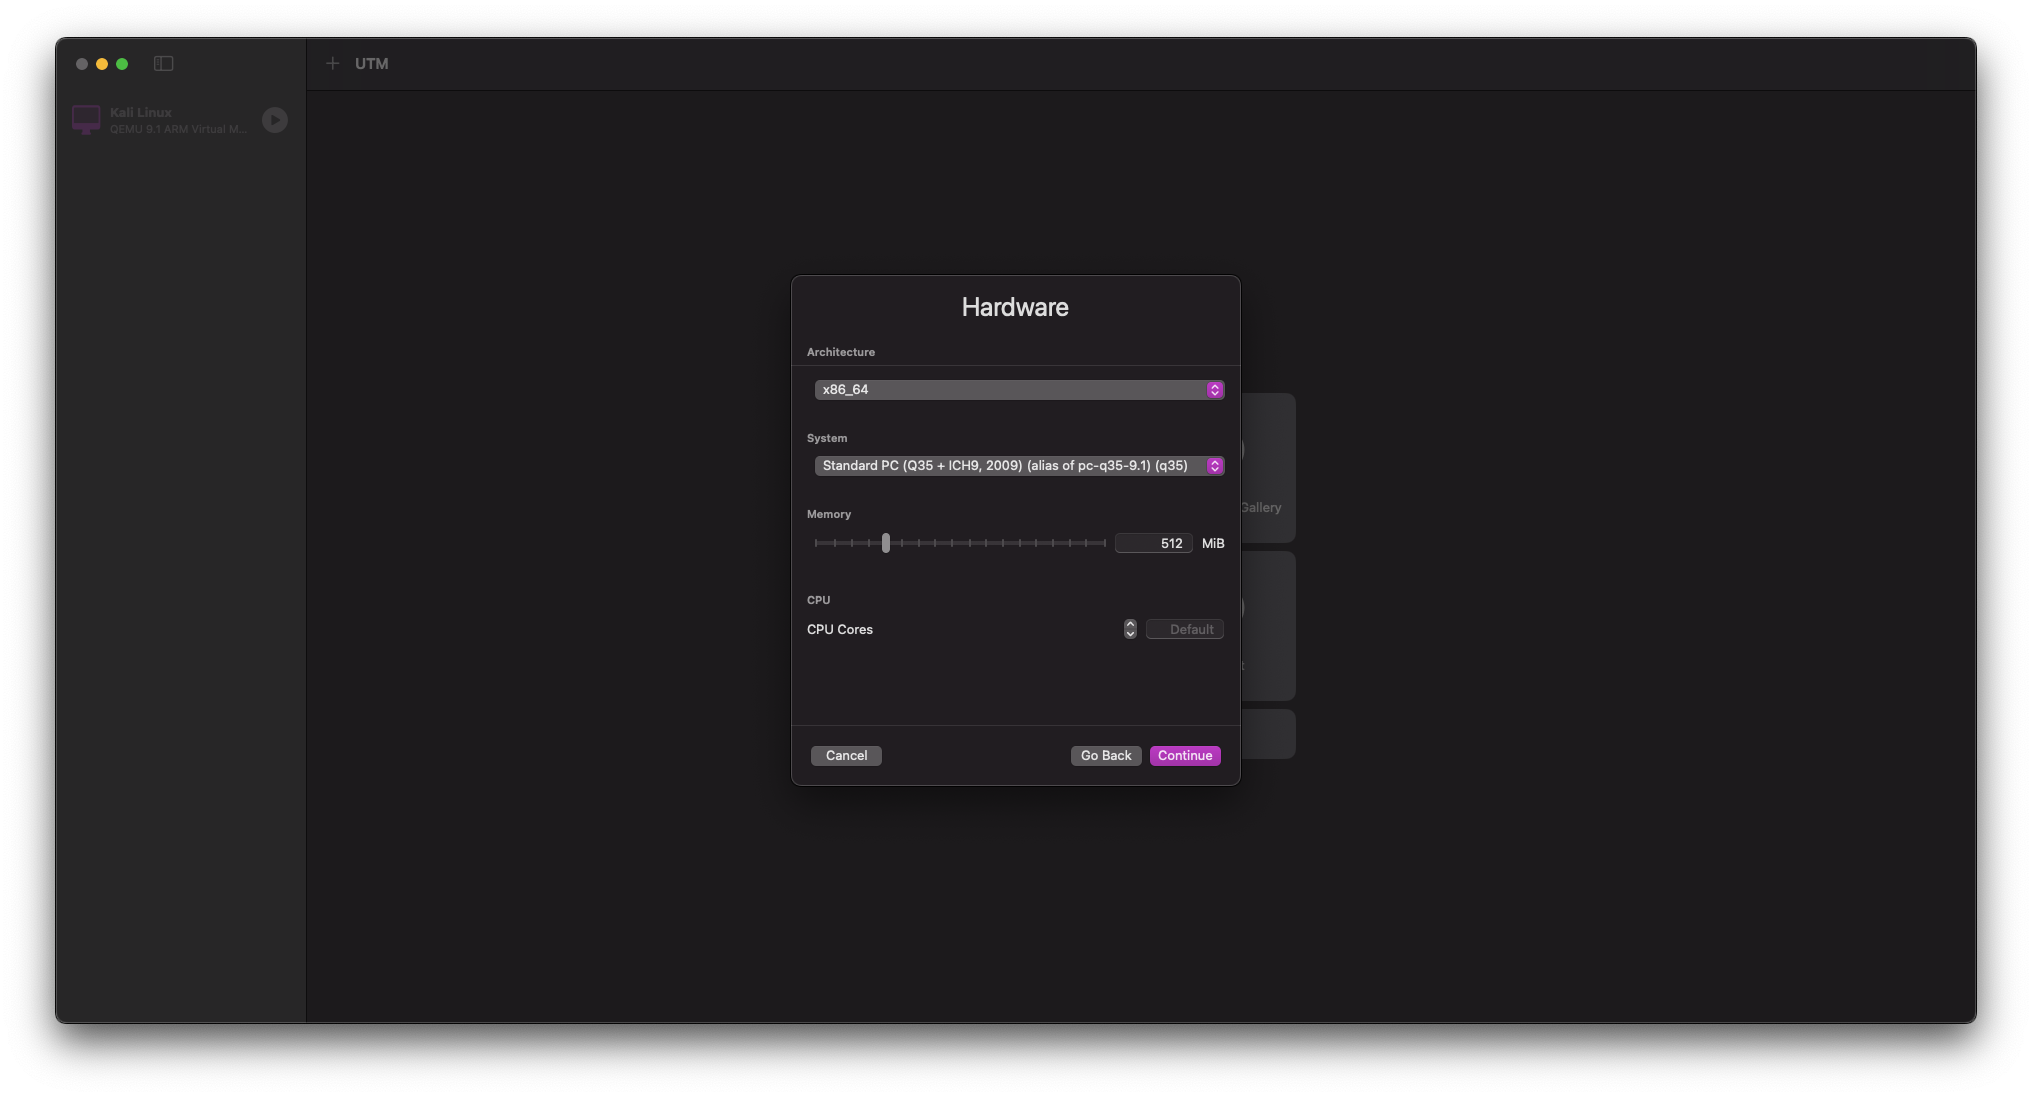 UTM
Kali Linux
QEMU 9.1 ARM Virtual M...
Hardware
Architecture
x86_64
System
Standard PC (Q35 + ICH9, 2009) (alias of pc-q35-9.1) (q35)
Memory
512 MiB
Gallery
CPU
CPU Cores
Default
Cancel
Go Back
Continue